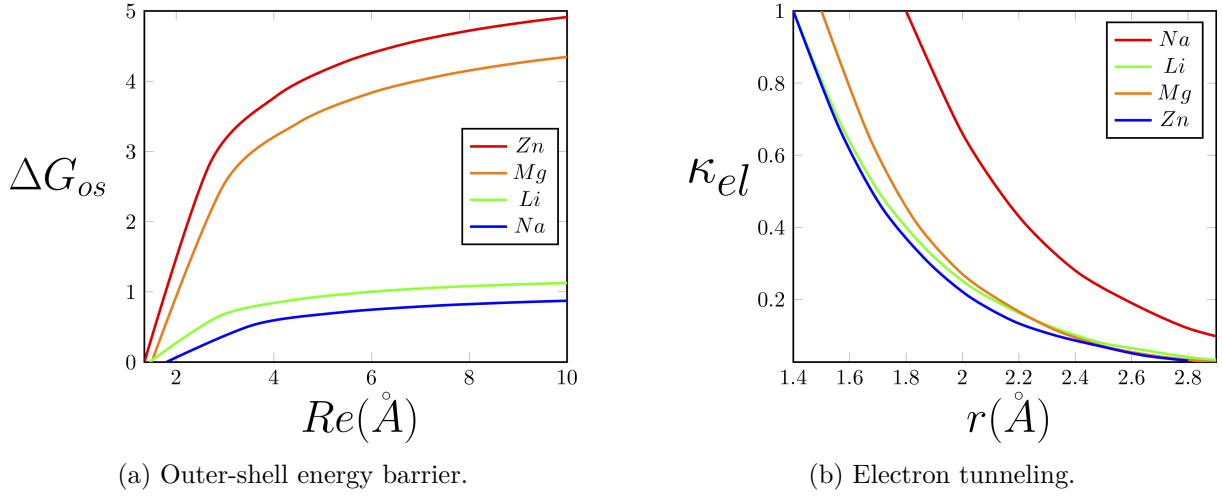 5
4
3
2
1
0
ΔG_os
Zn
Mg
Li
Na
2
4
6
8
10
Re(Å)
(a) Outer-shell energy barrier.
1
0.8
0.6
0.4
0.2
κ_el
Na
Li
Mg
Zn
1.4
1.6
1.8
2
2.2
2.4
2.6
2.8
r(Å)
(b) Electron tunneling.